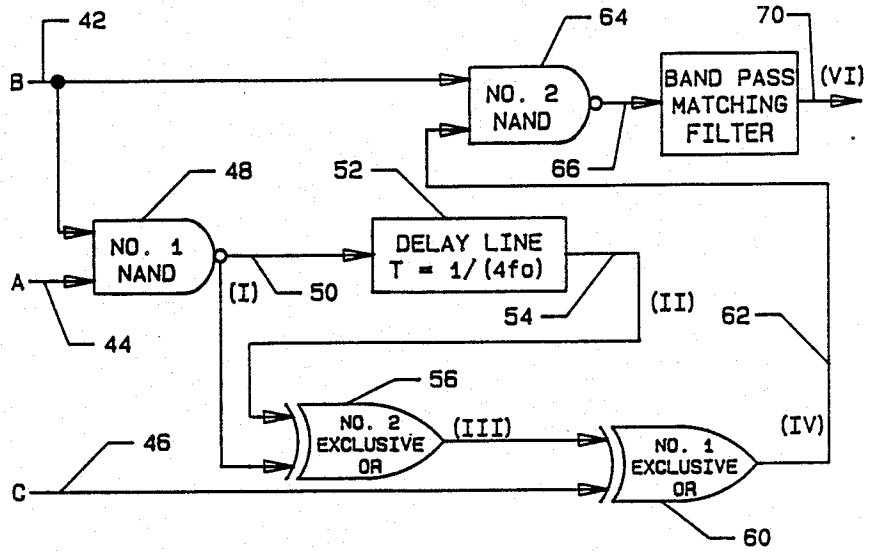 42
64
70
B
NO. 2
NAND
BAND PASS
MATCHING
FILTER
(VI)
66
48
52
NO. 1
NAND
DELAY LINE
T = 1/(4fo)
A
(I)
50
54
(II)
62
44
56
NO. 2
EXCLUSIVE
OR
(III)
NO. 1
EXCLUSIVE
OR
(IV)
46
C
60